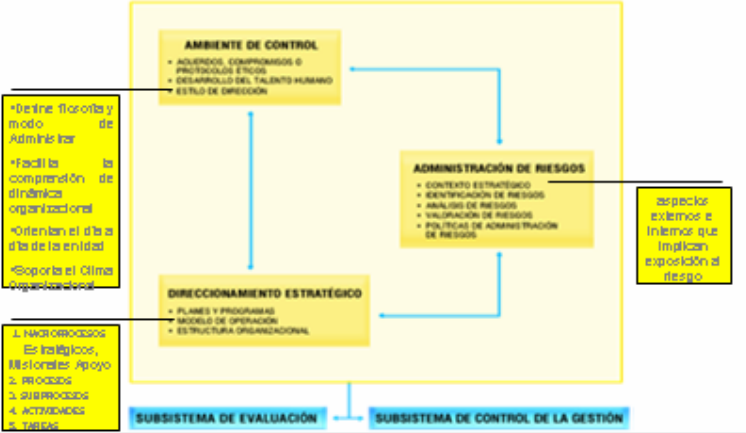 AMBIENTE DE CONTROL
• ACUERDOS, COMPROMISOS O
PROTOCOLOS ÉTICOS
• DESARROLLO DEL TALENTO HUMANO
• ESTILO DE DIRECCIÓN
•Define filosofía y
modo de
Administrar
•Facilita la
comprensión de
dinámica
organizacional
•Orientan el día a
día de la entidad
•Soporta el Clima
Organizacional
ADMINISTRACIÓN DE RIESGOS
• CONTEXTO ESTRATÉGICO
• IDENTIFICACIÓN DE RIESGOS
• ANÁLISIS DE RIESGOS
• VALORACIÓN DE RIESGOS
• POLÍTICAS DE ADMINISTRACIÓN
DE RIESGOS
aspectos
externos e
internos que
implican
exposición al
riesgo
DIRECCIONAMIENTO ESTRATÉGICO
• PLANES Y PROGRAMAS
• MODELO DE OPERACIÓN
• ESTRUCTURA ORGANIZACIONAL
1. MACROPROCESOS
Estratégicos,
Misionales Apoyo
2. PROCESOS
3. SUBPROCESOS
4. ACTIVIDADES
5. TAREAS
SUBSISTEMA DE EVALUACIÓN
SUBSISTEMA DE CONTROL DE LA GESTIÓN